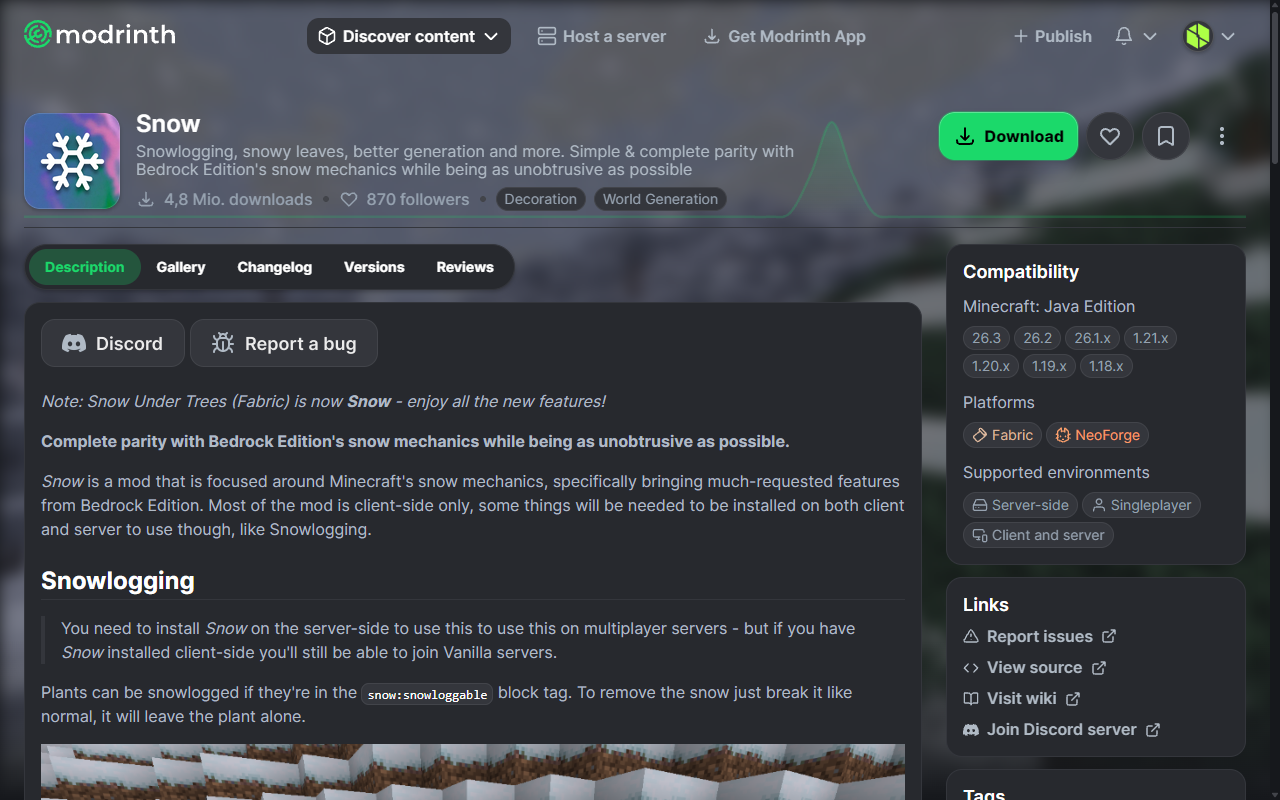 modrinth
Discover content
Host a server
Get Modrinth App
Publish
Snow
Snowlogging, snowy leaves, better generation and more. Simple & complete parity with
Bedrock Edition's snow mechanics while being as unobtrusive as possible
4,8 Mio. downloads • 870 followers • Decoration World Generation
Download
Description Gallery Changelog Versions Reviews
Discord Report a bug
Note: Snow Under Trees (Fabric) is now Snow - enjoy all the new features!
Complete parity with Bedrock Edition's snow mechanics while being as unobtrusive as possible.
Snow is a mod that is focused around Minecraft's snow mechanics, specifically bringing much-requested features
from Bedrock Edition. Most of the mod is client-side only, some things will be needed to be installed on both client
and server to use though, like Snowlogging.
Snowlogging
You need to install Snow on the server-side to use this to use this on multiplayer servers - but if you have
Snow installed client-side you'll still be able to join Vanilla servers.
Plants can be snowlogged if they're in the snow:snowloggable block tag. To remove the snow just break it like
normal, it will leave the plant alone.
Compatibility
Minecraft: Java Edition
26.3 26.2 26.1.x 1.21.x
1.20.x 1.19.x 1.18.x
Platforms
Fabric NeoForge
Supported environments
Server-side Singleplayer
Client and server
Links
Report issues
View source
Visit wiki
Join Discord server
Tags